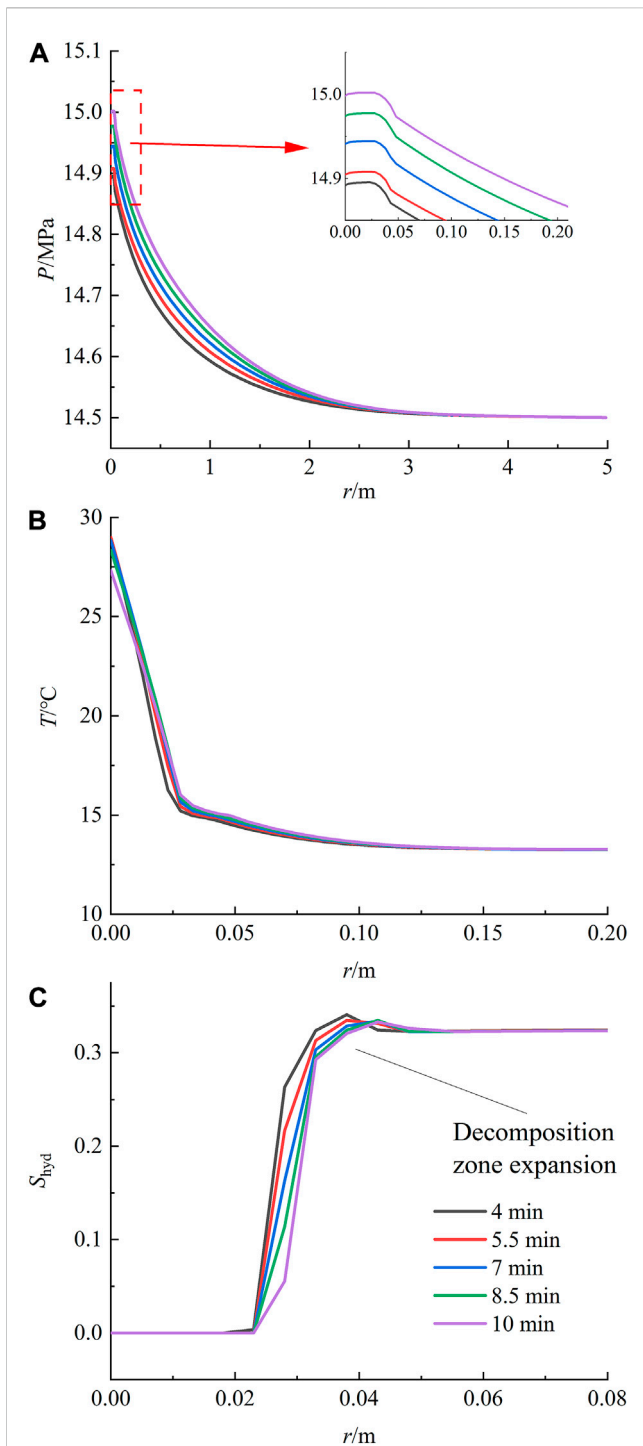 A
15.1
15.0
14.9
14.8
14.7
14.6
14.5
P/MPa
0 1 2 3 4 5
r/m
15.0
14.9
0.00 0.05 0.10 0.15 0.20
B
30
25
20
15
10
T/°C
0.00 0.05 0.10 0.15 0.20
r/m
C
0.3
0.2
0.1
0.0
S_hyd
Decomposition
zone expansion
4 min
5.5 min
7 min
8.5 min
10 min
0.00 0.02 0.04 0.06 0.08
r/m